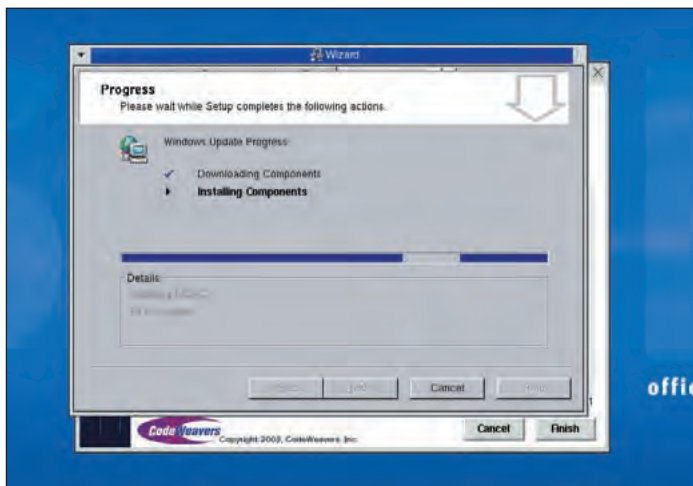 Wizard
Progress
Please wait while Setup completes the following actions.
Windows Update Progress:
Downloading Components
Installing Components
Details:
Cancel
offic
CodeWeavers
Copyright 2003, CodeWeavers, Inc.
Cancel
Finish